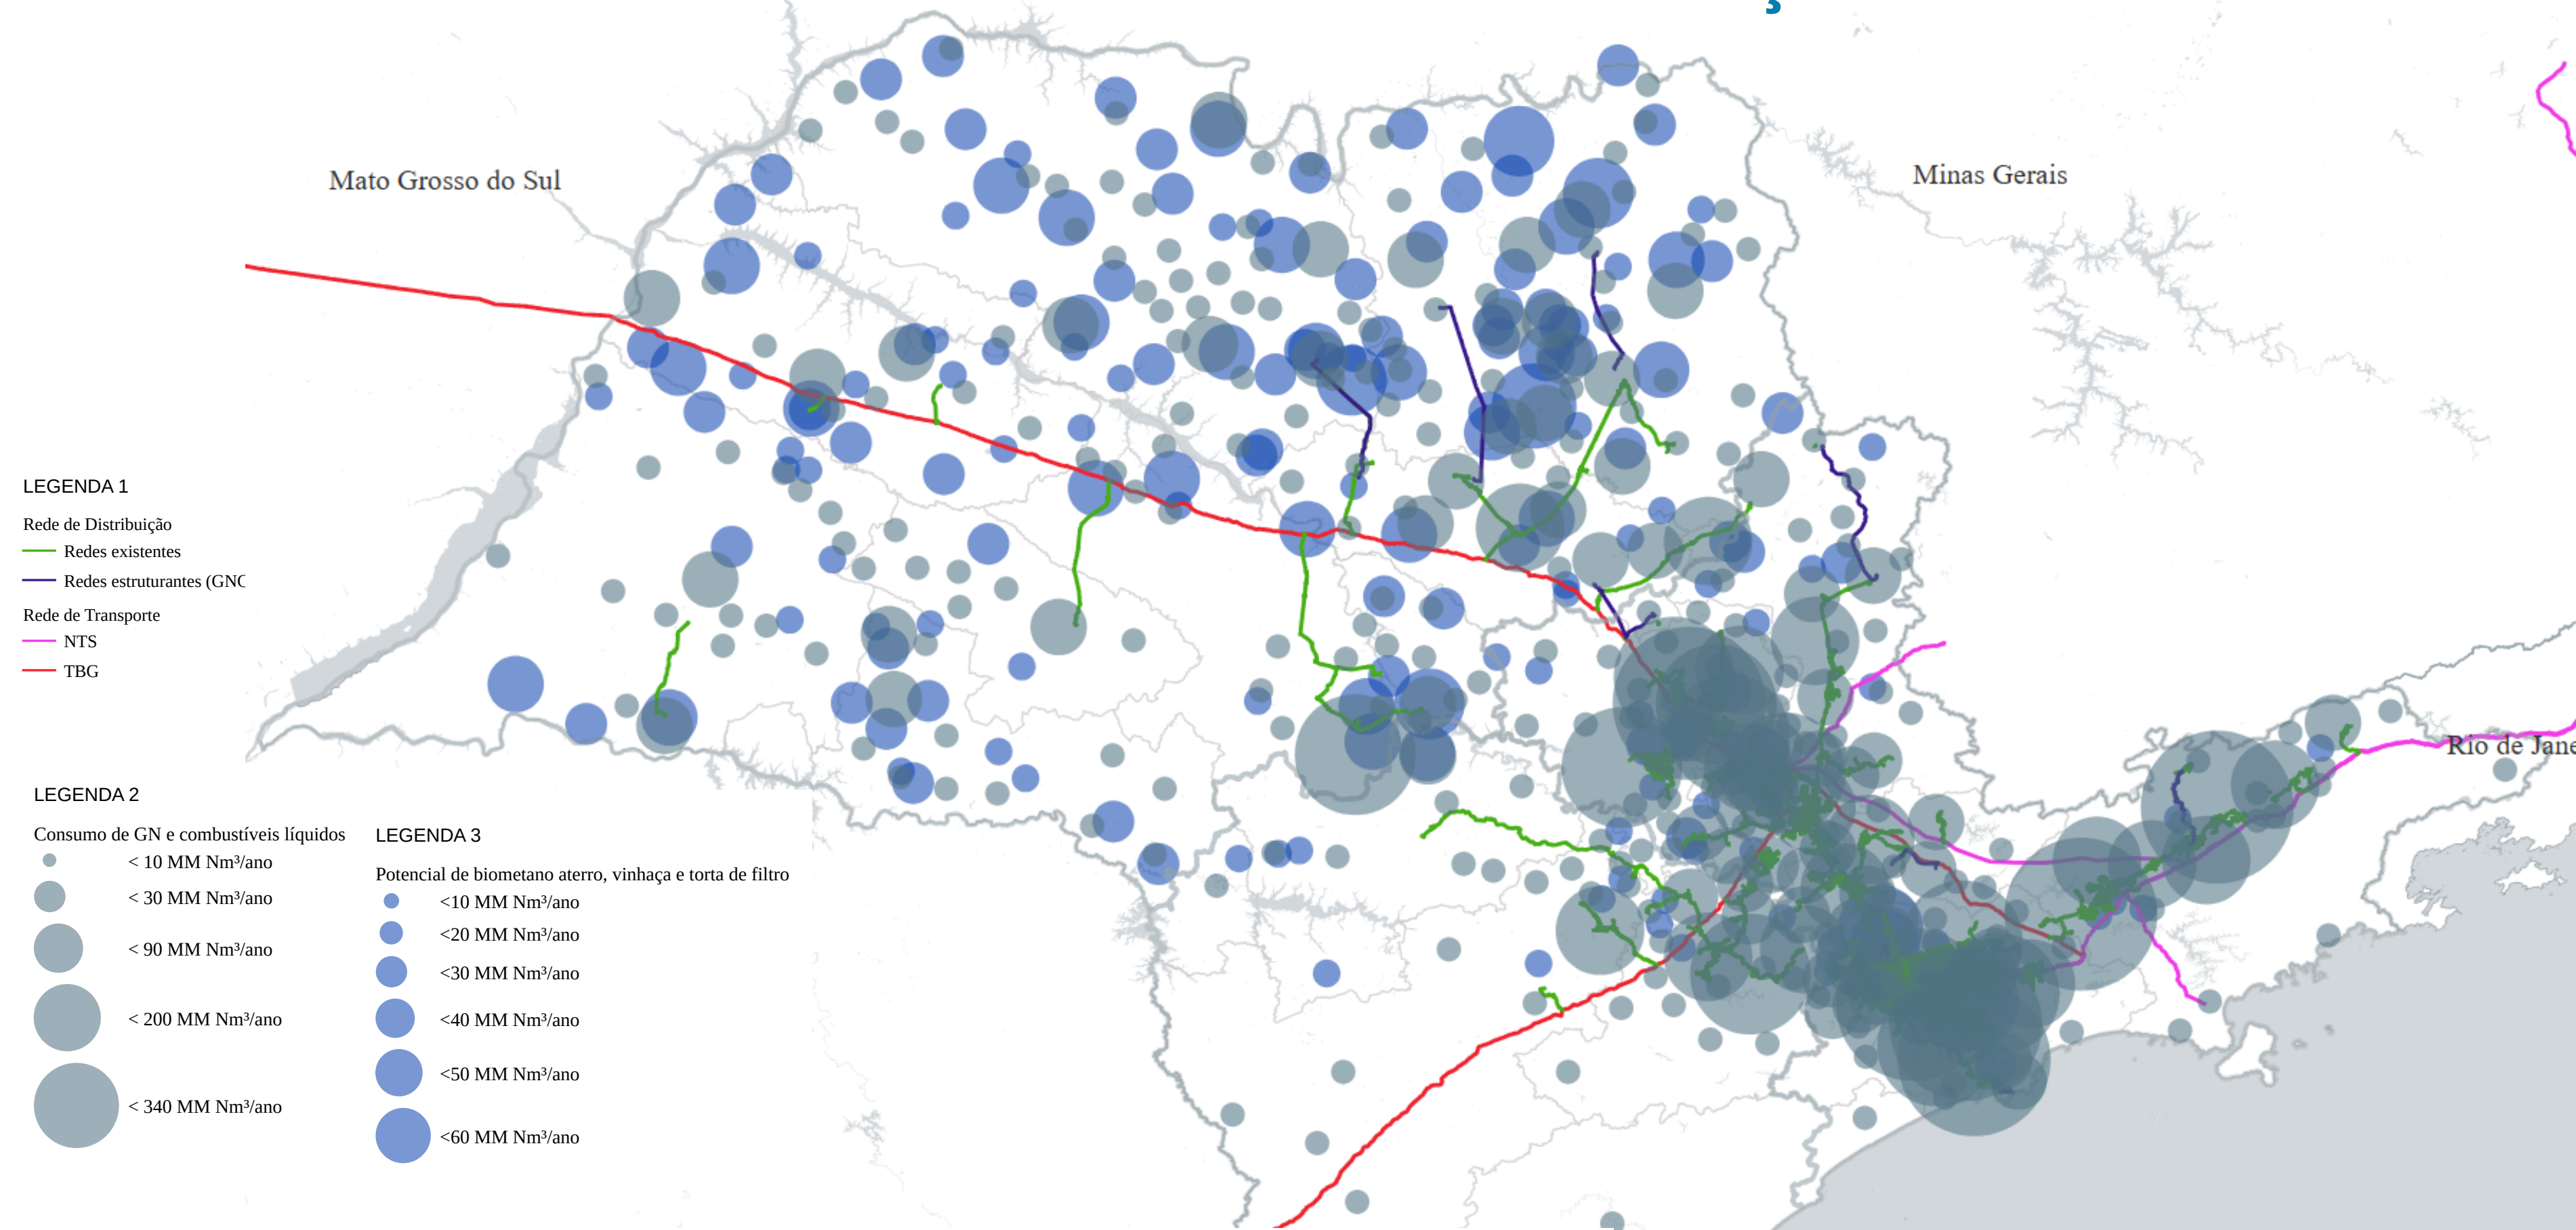 Mato Grosso do Sul
Minas Gerais
Rio de Jane
LEGENDA 1
Rede de Distribuição
Redes existentes
Redes estruturantes (GNC
Rede de Transporte
NTS
TBG
LEGENDA 2
Consumo de GN e combustíveis líquidos
< 10 MM Nm³/ano
< 30 MM Nm³/ano
< 90 MM Nm³/ano
< 200 MM Nm³/ano
< 340 MM Nm³/ano
LEGENDA 3
Potencial de biometano aterro, vinhaça e torta de filtro
<10 MM Nm³/ano
<20 MM Nm³/ano
<30 MM Nm³/ano
<40 MM Nm³/ano
<50 MM Nm³/ano
<60 MM Nm³/ano